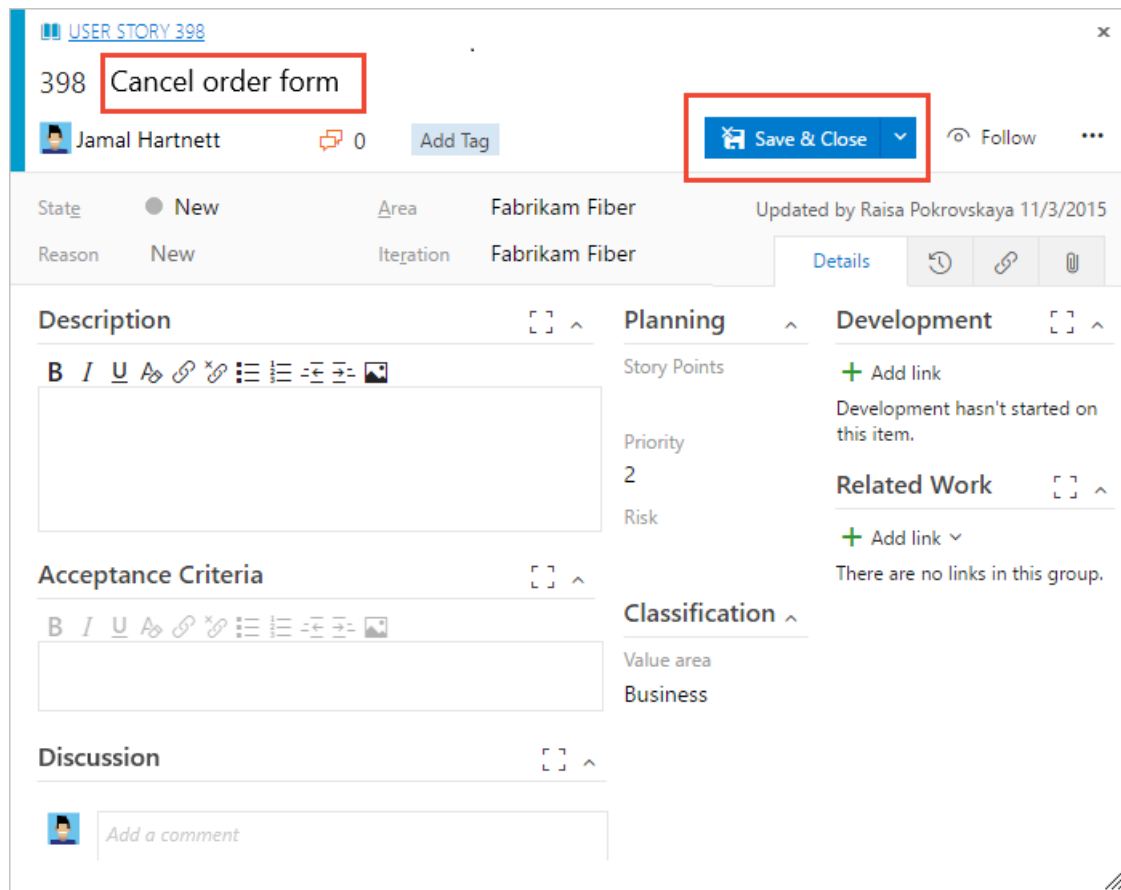 USER STORY 398
398 Cancel order form
Jamal Hartnett 0 Add Tag Save & Close Follow
State New Area Fabrikam Fiber Updated by Raisa Pokrovskaya 11/3/2015
Reason New Iteration Fabrikam Fiber Details
Description
B I U
Planning
Story Points
Priority
2
Risk
Development
Add link
Development hasn't started on
this item.
Related Work
Add link
There are no links in this group.
Acceptance Criteria
B I U
Classification
Value area
Business
Discussion
Add a comment